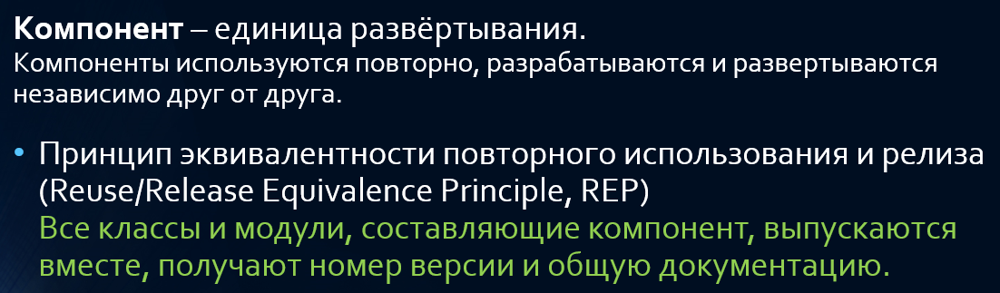 Компонент – единица развёртывания.
Компоненты используются повторно, разрабатываются и развертываются
независимо друг от друга.
• Принцип эквивалентности повторного использования и релиза
(Reuse/Release Equivalence Principle, REP)
Все классы и модули, составляющие компонент, выпускаются
вместе, получают номер версии и общую документацию.